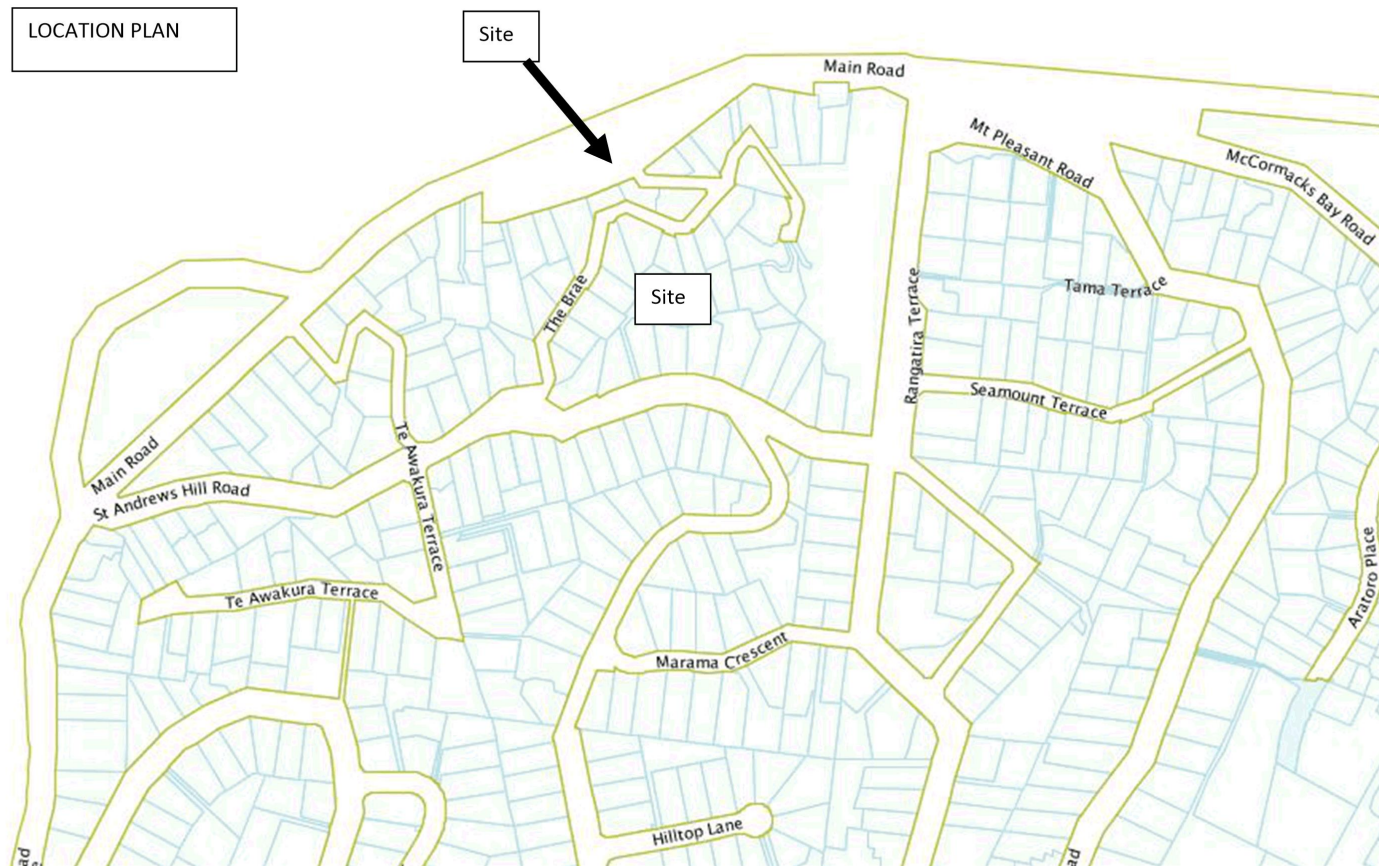 LOCATION PLAN
Site
Main Road
Mt Pleasant Road
McCormacks Bay Road
Site
The Brae
Rangatira Terrace
Tama Terrace
Seamount Terrace
Main Road
St Andrews Hill Road
Te Awakura Terrace
Te Awakura Terrace
Aratoro Place
Marama Crescent
Hilltop Lane